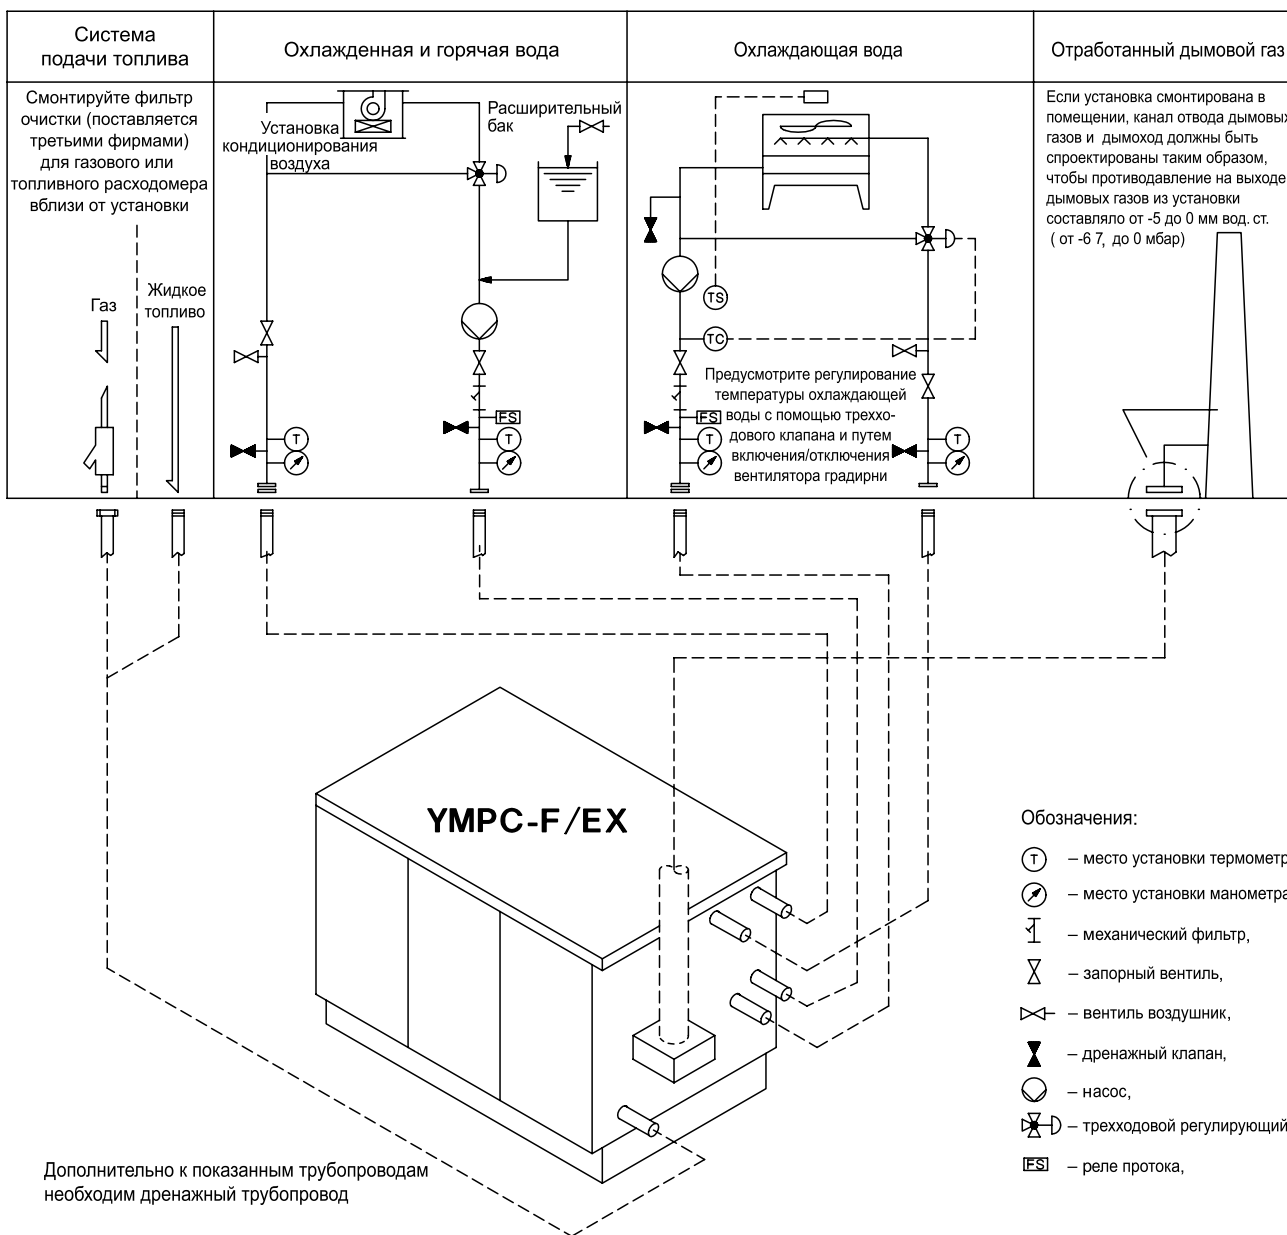 Система
подачи топлива
Охлажденная и горячая вода
Охлаждающая вода
Отработанный дымовой газ
Смонтируйте фильтр
очистки (поставляется
третьими фирмами)
для газового или
топливного расходомера
вблизи от установки
Газ
Жидкое
топливо
Установка
кондиционирования
воздуха
Расширительный
бак
T
FS
T
TS
TC
Предусмотрите регулирование
температуры охлаждающей
воды с помощью треххо-
дового клапана и путем
включения/отключения
вентилятора градирни
FS
T
T
Если установка смонтирована в
помещении, канал отвода дымовых
газов и дымоход должны быть
спроектированы таким образом,
чтобы противодавление на выходе
дымовых газов из установки
составляло от -5 до 0 мм вод. ст.
( от -6 7, до 0 мбар)
YMPC-F/EX
Обозначения:
T – место установки термометр
– место установки манометра
– механический фильтр,
– запорный вентиль,
– вентиль воздушник,
– дренажный клапан,
– насос,
– трехходовой регулирующий
FS – реле протока,
Дополнительно к показанным трубопроводам
необходим дренажный трубопровод